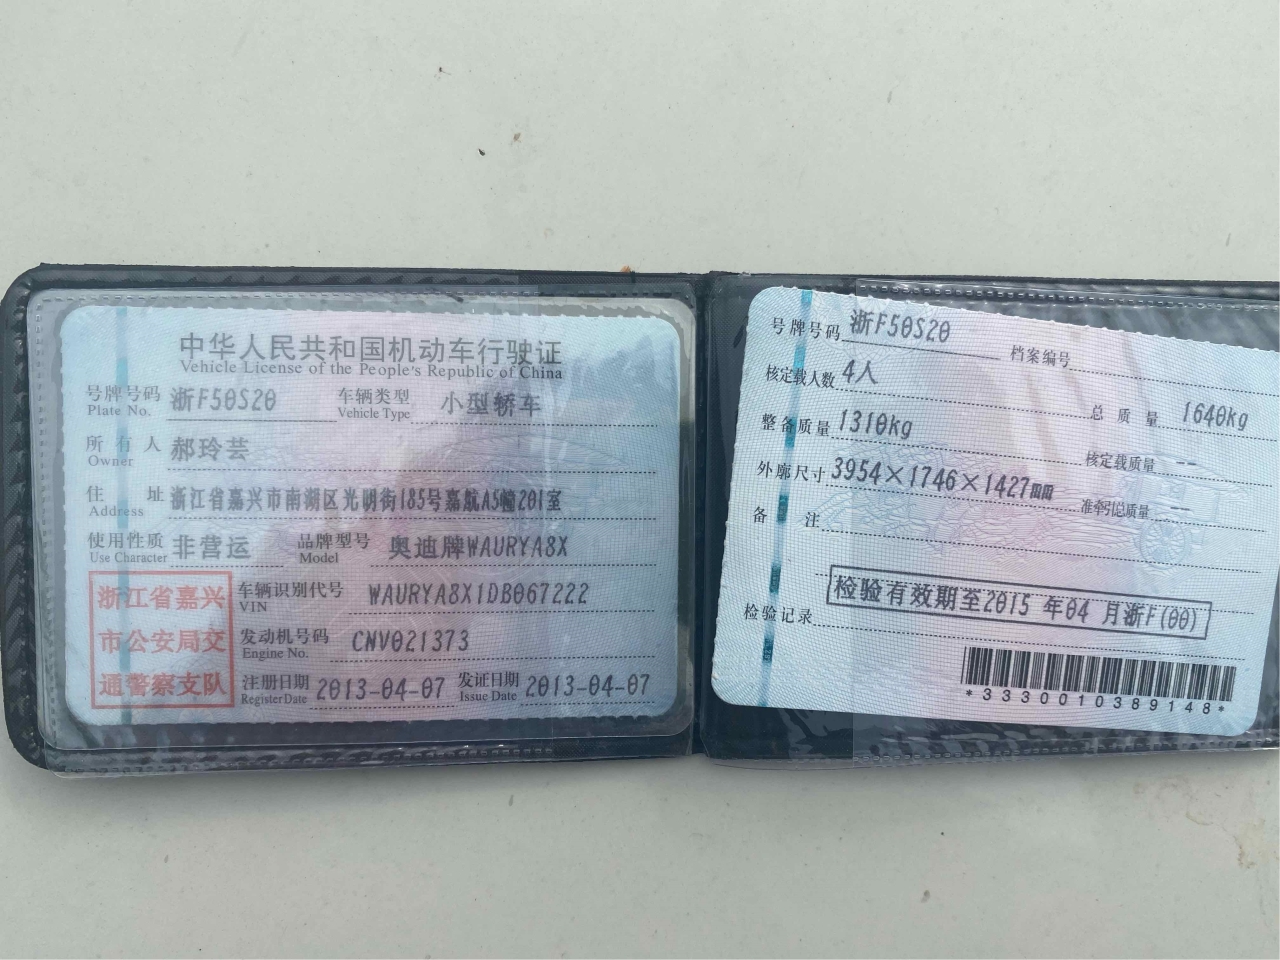 中华人民共和国机动车行驶证
Vehicle License of the People's Republic of China
号牌号码 浙F50S20 车辆类型 小型轿车
Plate No. Vehicle Type
所有人 郝玲芸
Owner
住址 浙江省嘉兴市南湖区光明街185号嘉航A5幢201室
Address
使用性质 非营运 品牌型号 奥迪牌WAURYA8X
Use Character Model
浙江省嘉兴
市公安局交
通警察支队
车辆识别代号 WAURYA8X1DB067222
VIN
发动机号码 CNV021373
Engine No.
注册日期 2013-04-07 发证日期 2013-04-07
Register Date Issue Date
号牌号码 浙F50S20 档案编号
核定载人数 4人 总质量 1640kg
整备质量 1310kg 核定载质量 --
外廓尺寸 3954×1746×1427mm 准牵引总质量 --
备注
检验有效期至2015 年04 月浙F(00)
检验记录
*3330010389148*